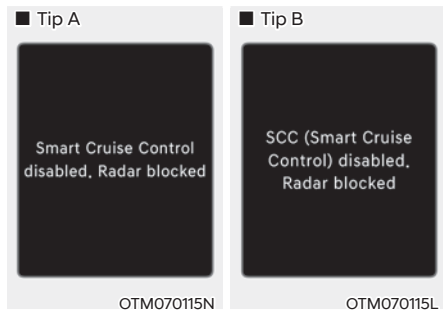 ■ Tip A
Smart Cruise Control
disabled. Radar blocked
OTM070115N
■ Tip B
SCC (Smart Cruise
Control) disabled.
Radar blocked
OTM070115L